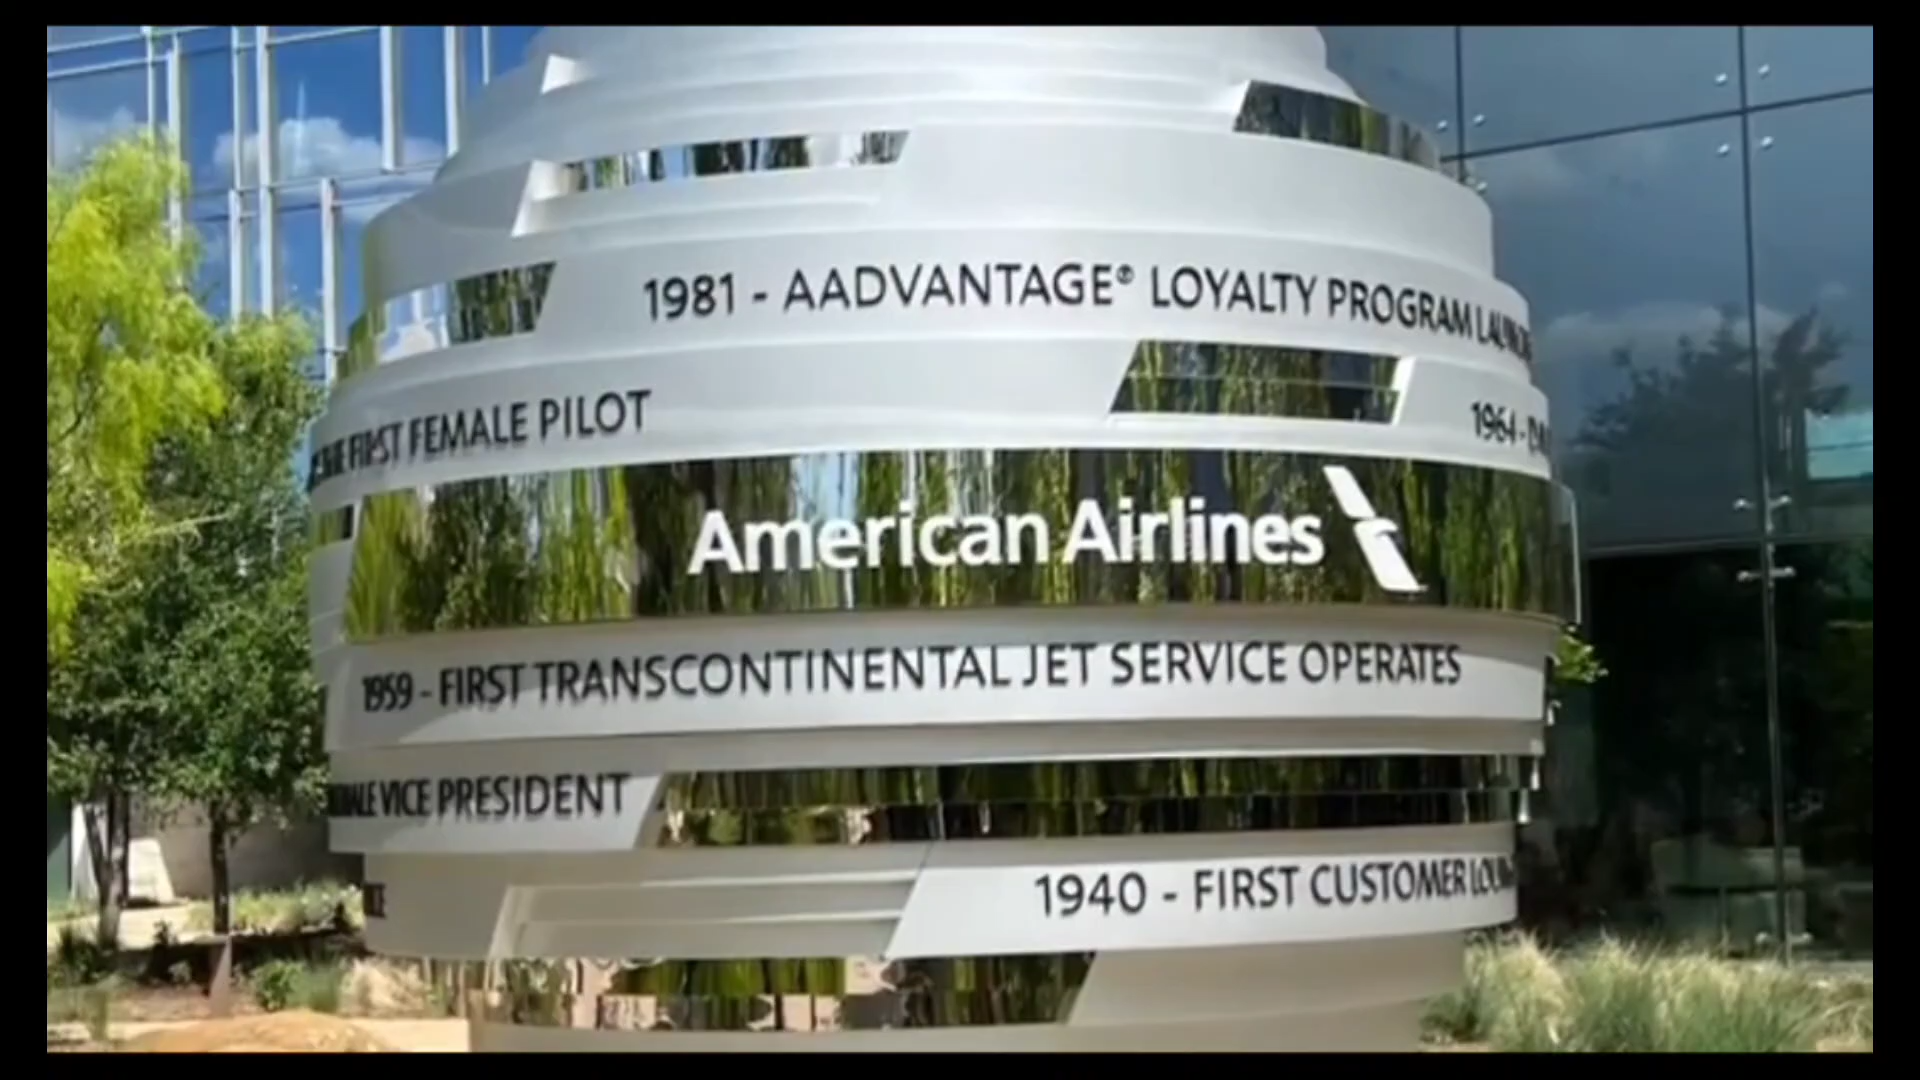 1981 - AADVANTAGE® LOYALTY PROGRAM
FIRST FEMALE PILOT
1964 -
American Airlines
1959 - FIRST TRANSCONTINENTAL JET SERVICE OPERATES
VICE PRESIDENT
1940 - FIRST CUSTOMER